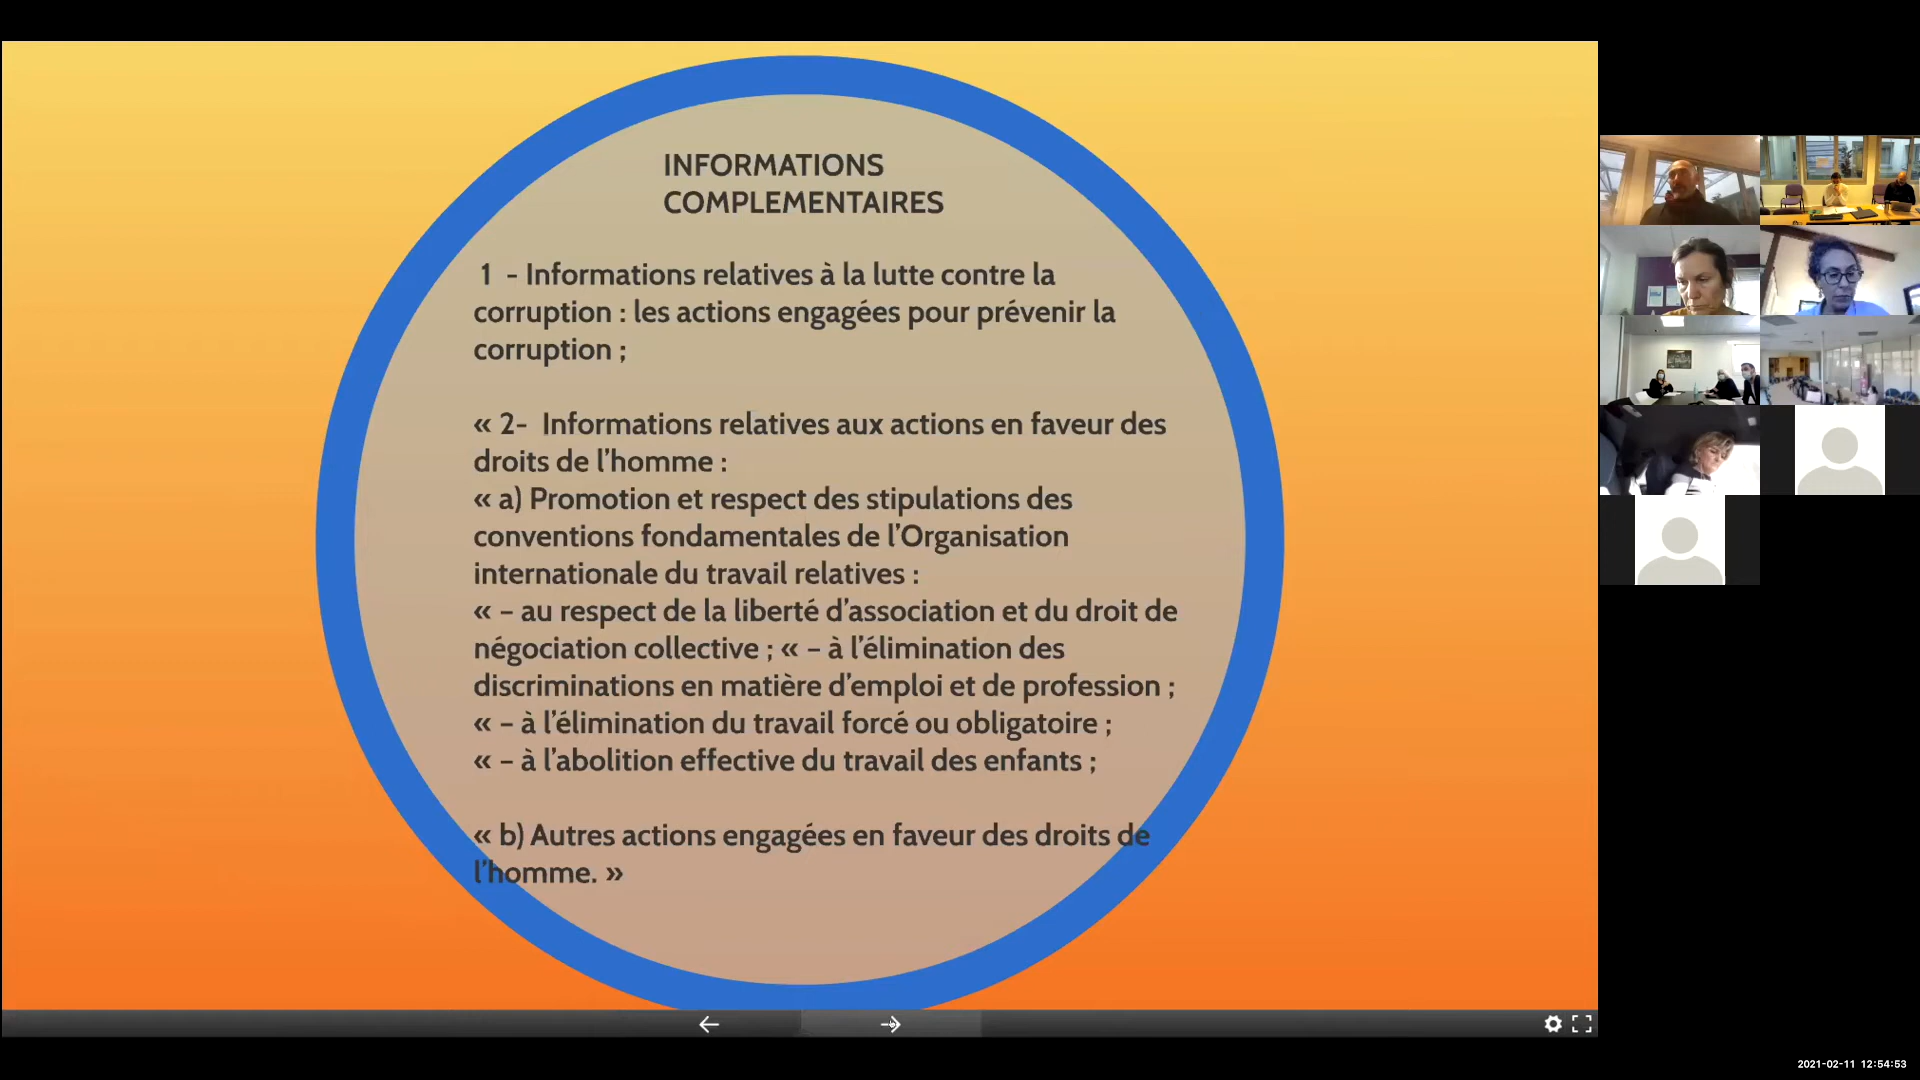 INFORMATIONS
COMPLEMENTAIRES
1 - Informations relatives à la lutte contre la
corruption : les actions engagées pour prévenir la
corruption ;
« 2- Informations relatives aux actions en faveur des
droits de l'homme :
« a) Promotion et respect des stipulations des
conventions fondamentales de l'Organisation
internationale du travail relatives :
« – au respect de la liberté d'association et du droit de
négociation collective ; « – à l'élimination des
discriminations en matière d'emploi et de profession ;
« – à l'élimination du travail forcé ou obligatoire ;
« – à l'abolition effective du travail des enfants ;
« b) Autres actions engagées en faveur des droits de
l'homme. »
2021-02-11 12:54:53